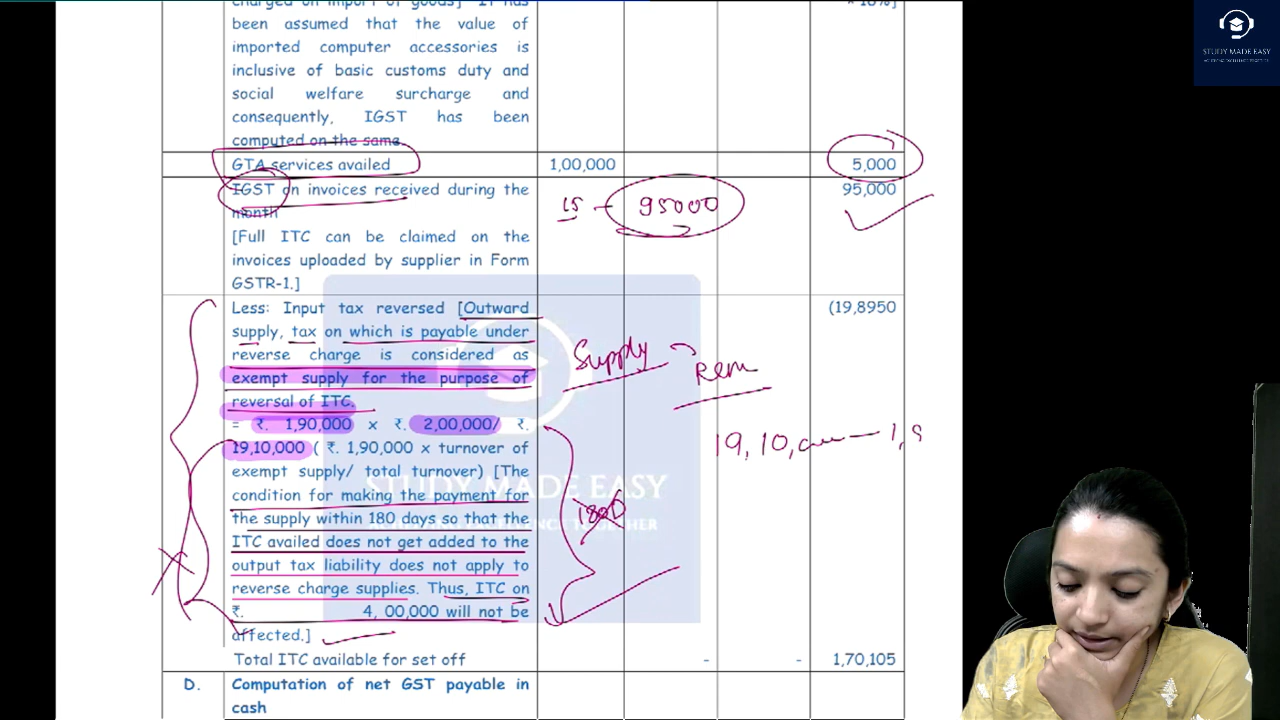 charged on import of goods] It has
been assumed that the value of
imported computer accessories is
inclusive of basic customs duty and
social welfare surcharge and
consequently, IGST has been
computed on the same.
GTA services availed 1,00,000 5,000
IGST on invoices received during the 95,000
month
15 - 95000
[Full ITC can be claimed on the
invoices uploaded by supplier in Form
GSTR-1.]
Less: Input tax reversed [Outward (19,8950
supply, tax on which is payable under
reverse charge is considered as
exempt supply for the purpose of
reversal of ITC.
Supply
Rem
= ₹. 1,90,000 x ₹. 2,00,000/ ₹.
19,10,000 ( ₹. 1,90,000 x turnover of
exempt supply/ total turnover) [The
condition for making the payment for
the supply within 180 days so that the
ITC availed does not get added to the
output tax liability does not apply to
reverse charge supplies. Thus, ITC on
₹. 4, 00,000 will not be
affected.]
180D
Total ITC available for set off - - 1,70,105
D. Computation of net GST payable in
cash
STUDY MADE EASY
STUDY MADE EASY